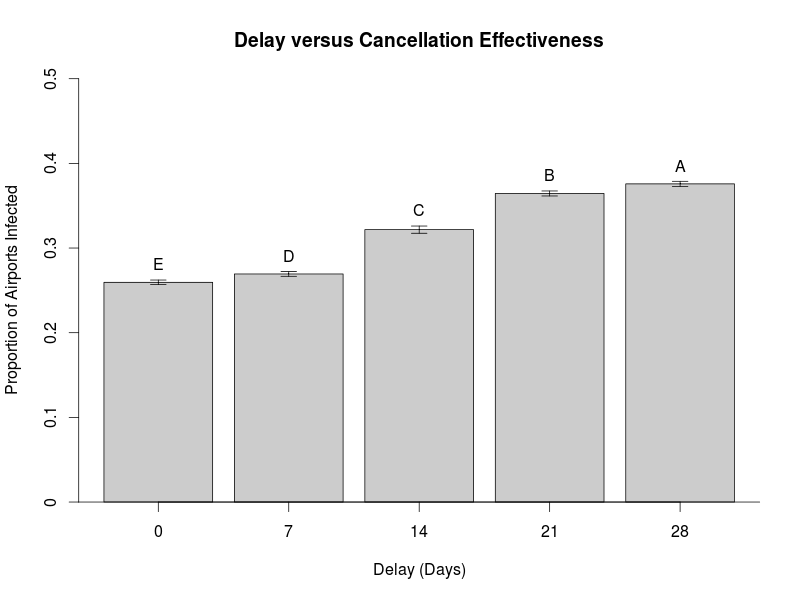 Delay versus Cancellation Effectiveness
Proportion of Airports Infected
0.5
0.4
0.3
0.2
0.1
0
E
D
C
B
A
0 7 14 21 28
Delay (Days)